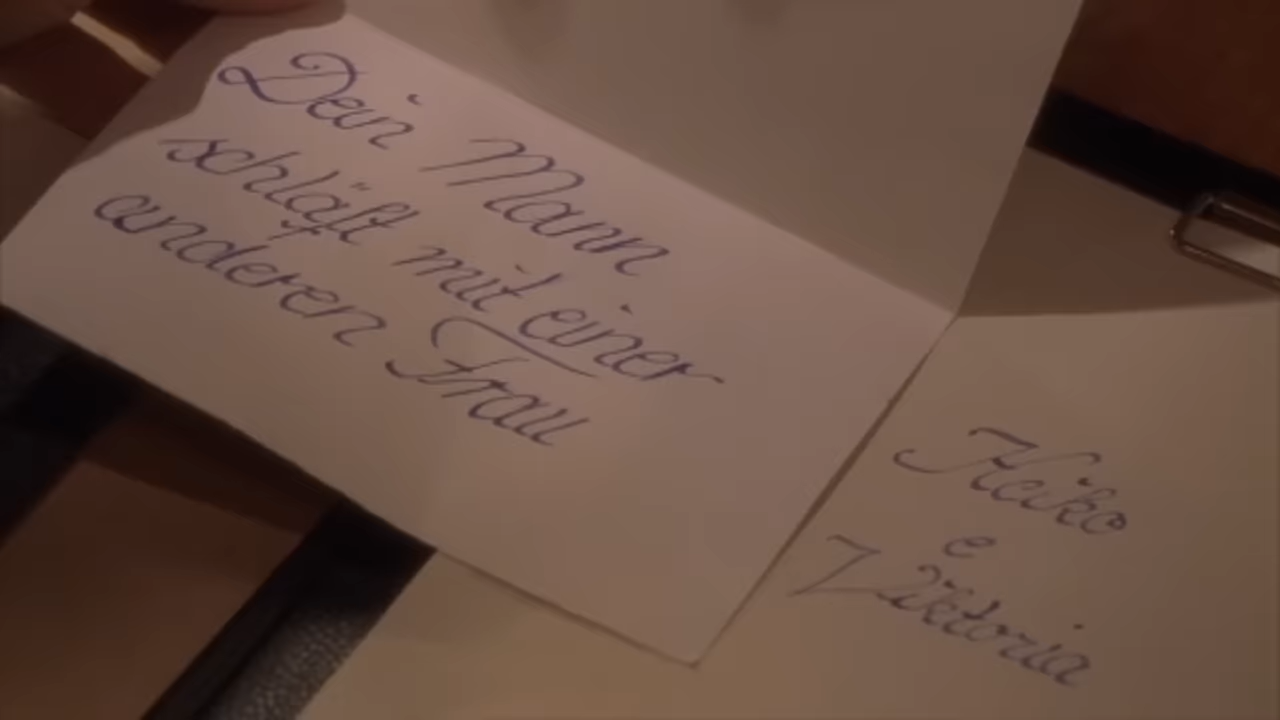 Dein Mann
schläft mit einer
anderen Frau
Heiko
e
Viktoria